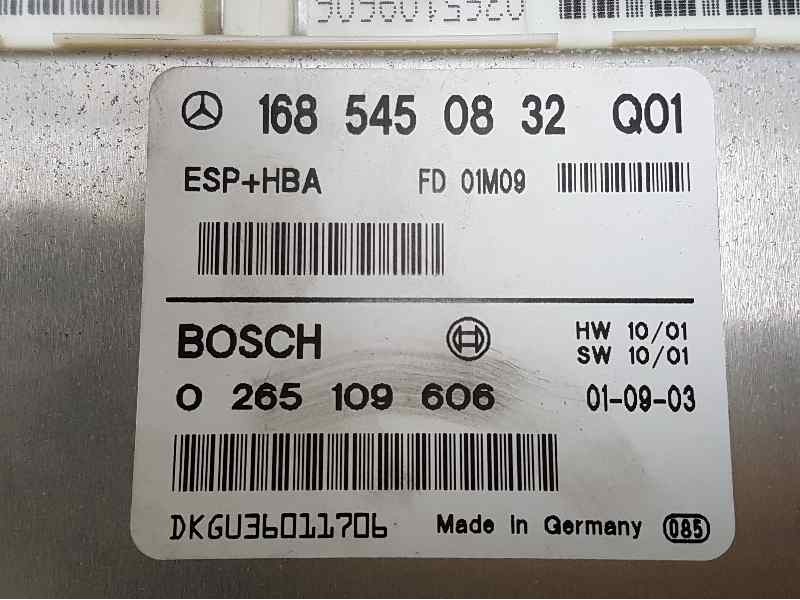 168 545 08 32 Q01
ESP+HBA FD 01M09
BOSCH HW 10/01
SW 10/01
0 265 109 606 01-09-03
DKGU36011706 Made in Germany 085